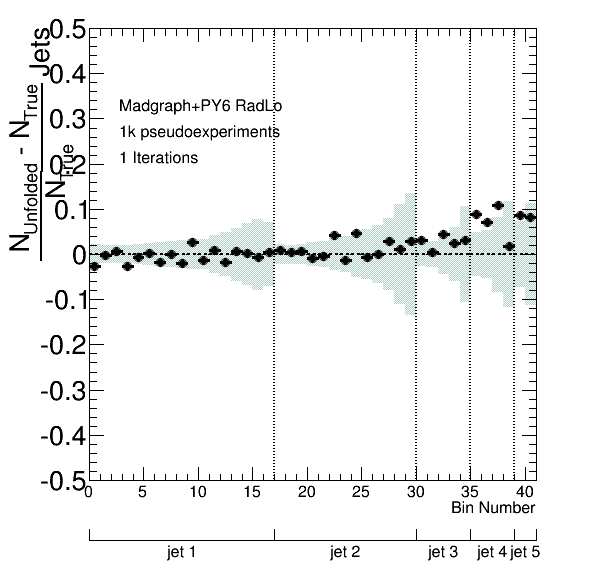 N_Unfolded - N_True
N_True
Jets
0.5
0.4
0.3
0.2
0.1
0
-0.1
-0.2
-0.3
-0.4
-0.5
Madgraph+PY6 RadLo
1k pseudoexperiments
1 Iterations
0 5 10 15 20 25 30 35 40
Bin Number
jet 1 jet 2 jet 3 jet 4 jet 5